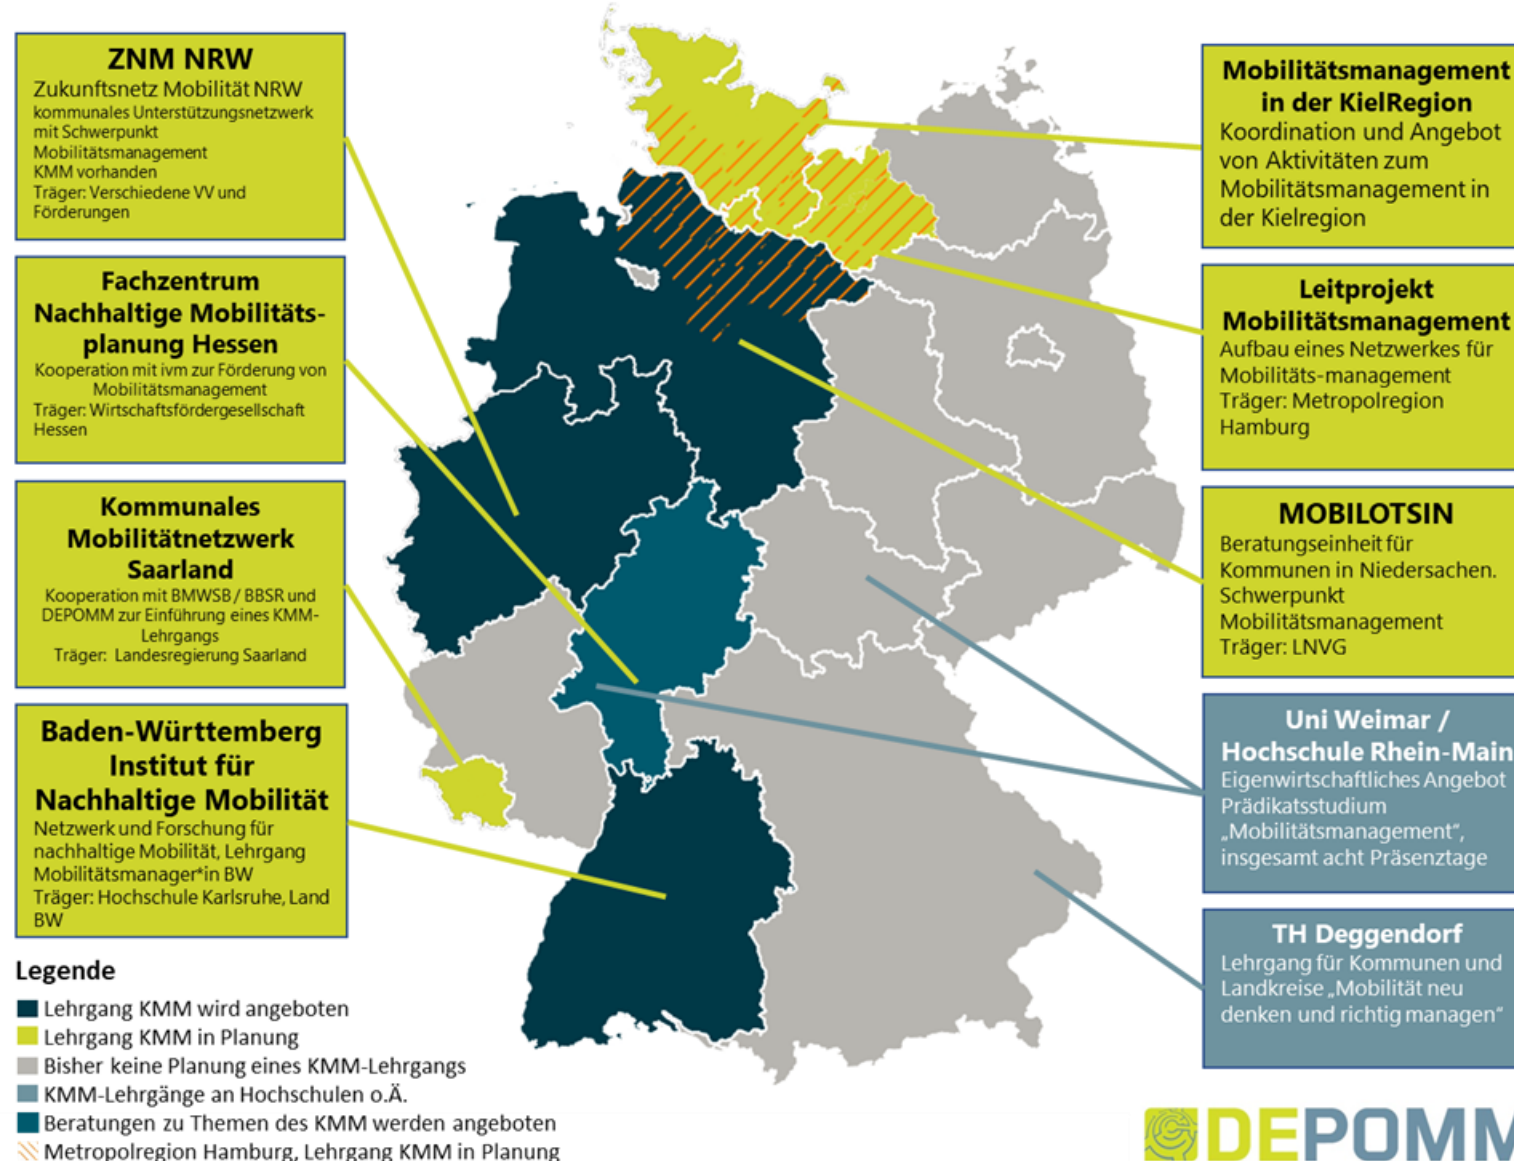 ZNM NRW
Zukunftsnetz Mobilität NRW
kommunales Unterstützungsnetzwerk
mit Schwerpunkt
Mobilitätsmanagement
KMM vorhanden
Träger: Verschiedene VV und
Förderungen
Fachzentrum
Nachhaltige Mobilitäts-
planung Hessen
Kooperation mit ivm zur Förderung von
Mobilitätsmanagement
Träger: Wirtschaftsfördergesellschaft
Hessen
Kommunales
Mobilitätnetzwerk
Saarland
Kooperation mit BMWSB / BBSR und
DEPOMM zur Einführung eines KMM-
Lehrgangs
Träger: Landesregierung Saarland
Baden-Württemberg
Institut für
Nachhaltige Mobilität
Netzwerk und Forschung für
nachhaltige Mobilität, Lehrgang
Mobilitätsmanager*in BW
Träger: Hochschule Karlsruhe, Land
BW
Mobilitätsmanagement
in der KielRegion
Koordination und Angebot
von Aktivitäten zum
Mobilitätsmanagement in
der Kielregion
Leitprojekt
Mobilitätsmanagement
Aufbau eines Netzwerkes für
Mobilitäts-management
Träger: Metropolregion
Hamburg
MOBILOTSIN
Beratungseinheit für
Kommunen in Niedersachen.
Schwerpunkt
Mobilitätsmanagement
Träger: LNVG
Uni Weimar /
Hochschule Rhein-Main
Eigenwirtschaftliches Angebot
Prädikatsstudium
„Mobilitätsmanagement“,
insgesamt acht Präsenztage
TH Deggendorf
Lehrgang für Kommunen und
Landkreise „Mobilität neu
denken und richtig managen“
Legende
Lehrgang KMM wird angeboten
Lehrgang KMM in Planung
Bisher keine Planung eines KMM-Lehrgangs
KMM-Lehrgänge an Hochschulen o.Ä.
Beratungen zu Themen des KMM werden angeboten
Metropolregion Hamburg, Lehrgang KMM in Planung
DEPOMM